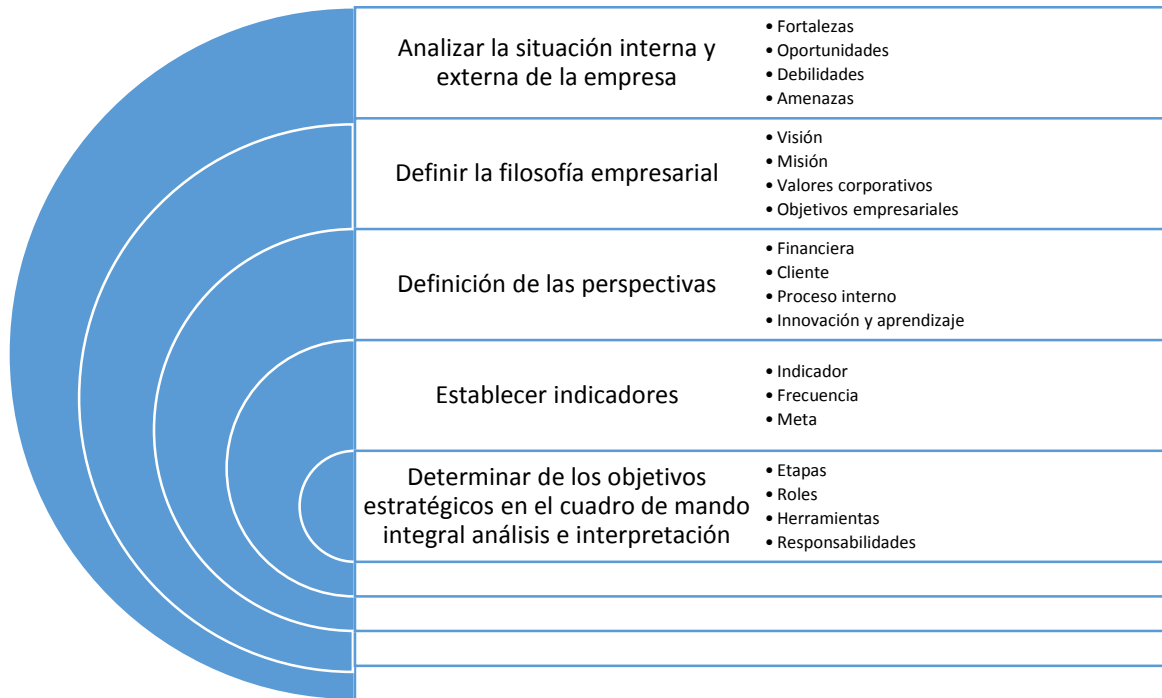 Analizar la situación interna y
externa de la empresa
• Fortalezas
• Oportunidades
• Debilidades
• Amenazas
Definir la filosofía empresarial
• Visión
• Misión
• Valores corporativos
• Objetivos empresariales
Definición de las perspectivas
• Financiera
• Cliente
• Proceso interno
• Innovación y aprendizaje
Establecer indicadores
• Indicador
• Frecuencia
• Meta
Determinar de los objetivos
estratégicos en el cuadro de mando
integral análisis e interpretación
• Etapas
• Roles
• Herramientas
• Responsabilidades